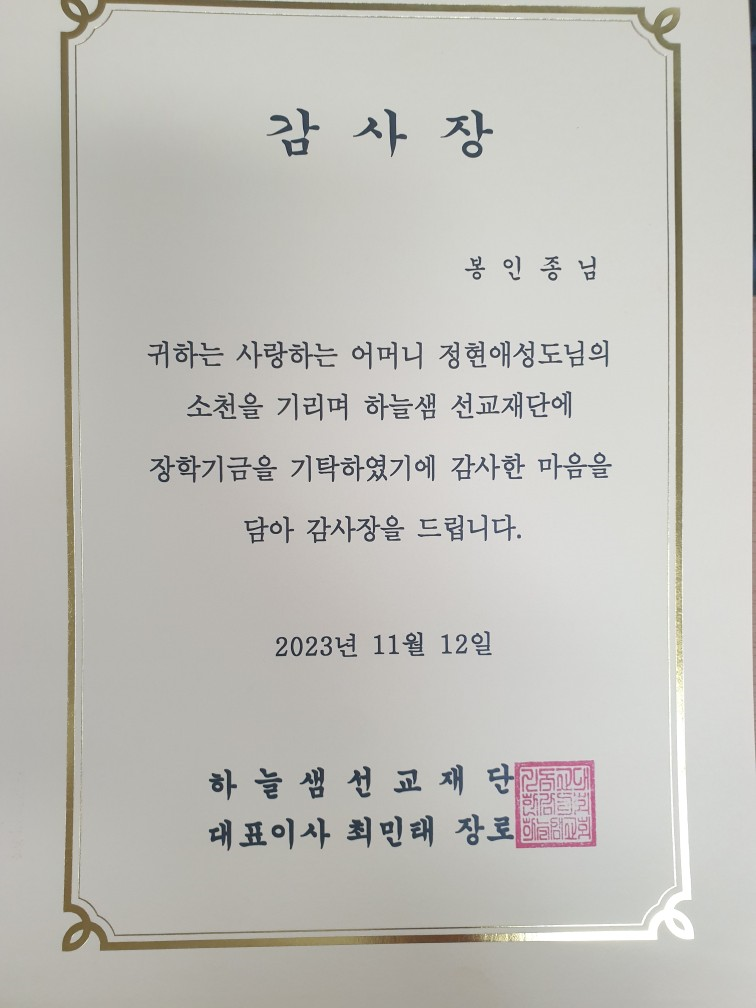 감 사 장
봉 인 종 님
귀하는 사랑하는 어머니 정현애성도님의
소천을 기리며 하늘샘 선교재단에
장학기금을 기탁하였기에 감사한 마음을
담아 감사장을 드립니다.
2023년 11월 12일
하 늘 샘 선 교 재 단
대표이사 최민태 장로